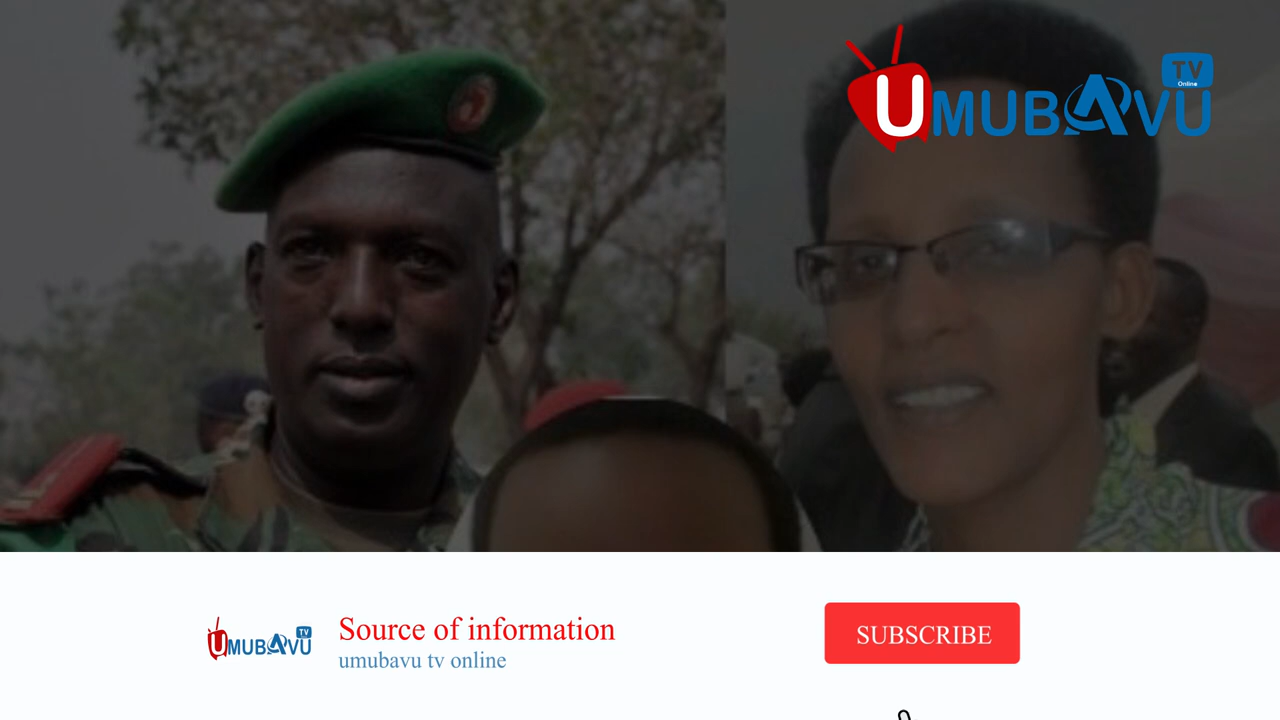 UMUBAVU
TV
Online
UMUBAVU
TV
Source of information
umubavu tv online
SUBSCRIBE